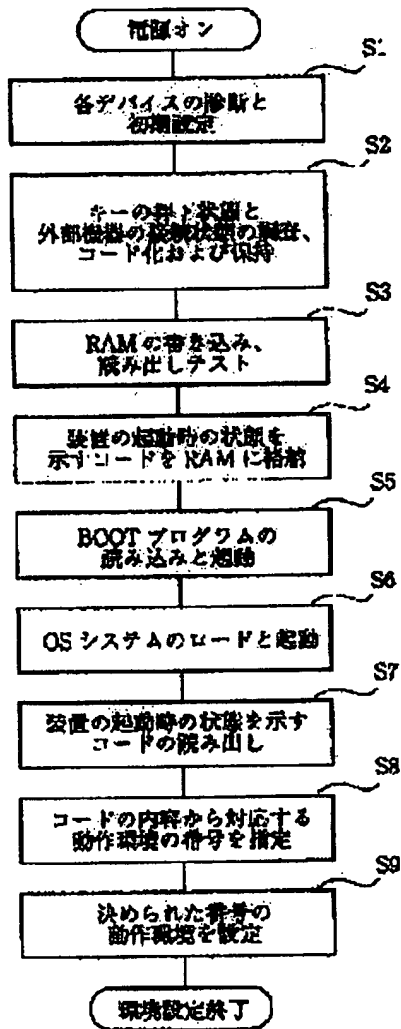 電源オン
S1
各デバイスの診断と
初期設定
S2
キーの押下状態と
外部機器の接続状態の調査、
コード化および保持
S3
RAMの書き込み、
読み出しテスト
S4
装置の起動時の状態を
示すコードをRAMに格納
S5
BOOTプログラムの
読み込みと起動
S6
OSシステムのロードと起動
S7
装置の起動時の状態を示す
コードの読み出し
S8
コードの内容から対応する
動作環境の番号を指定
S9
決められた番号の
動作環境を設定
環境設定終了